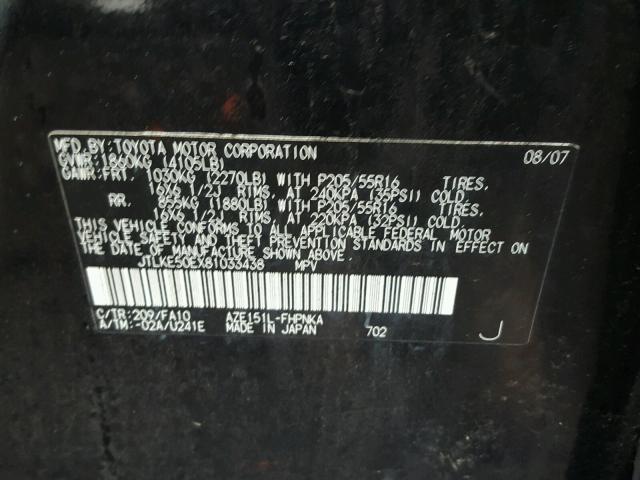 MFD.BY:TOYOTA MOTOR CORPORATION 08/07
GVWR:1860KG (4105LB)
GAWR:FRT. 1030KG (2270LB) WITH P205/55R16 TIRES,
16X6 1/2J RIMS, AT 240KPA (35PSI) COLD.
RR. 855KG (1880LB) WITH P205/55R16 TIRES,
16X6 1/2J RIMS, AT 220KPA (32PSI) COLD.
THIS VEHICLE CONFORMS TO ALL APPLICABLE FEDERAL MOTOR
VEHICLE SAFETY AND THEFT PREVENTION STANDARDS IN EFFECT ON
THE DATE OF MANUFACTURE SHOWN ABOVE.
JTLKE50EX81033438 MPV
C/TR:209/FA10 AZE151L-FHPNKA
A/TM:-02A/U241E MADE IN JAPAN 702 J